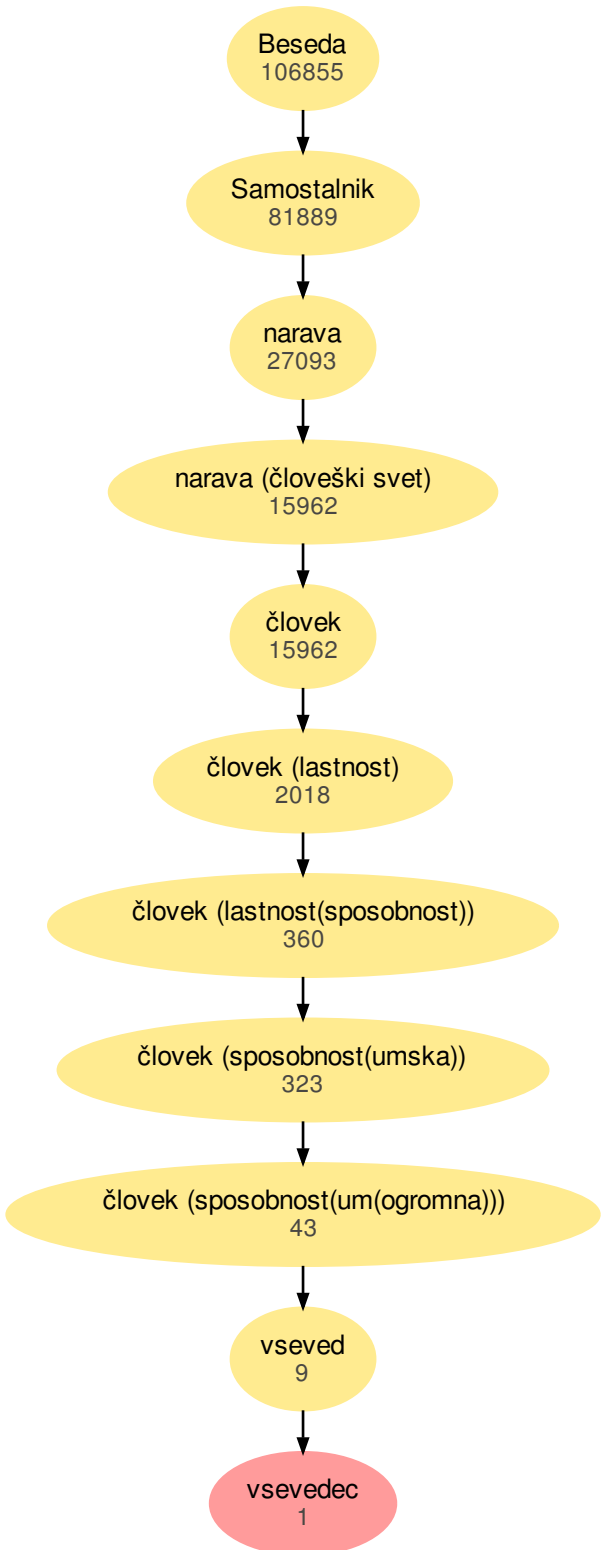 Beseda
106855
Samostalnik
81889
narava
27093
narava (človeški svet)
15962
človek
15962
človek (lastnost)
2018
človek (lastnost(sposobnost))
360
človek (sposobnost(umska))
323
človek (sposobnost(um(ogromna)))
43
vseved
9
vsevedec
1